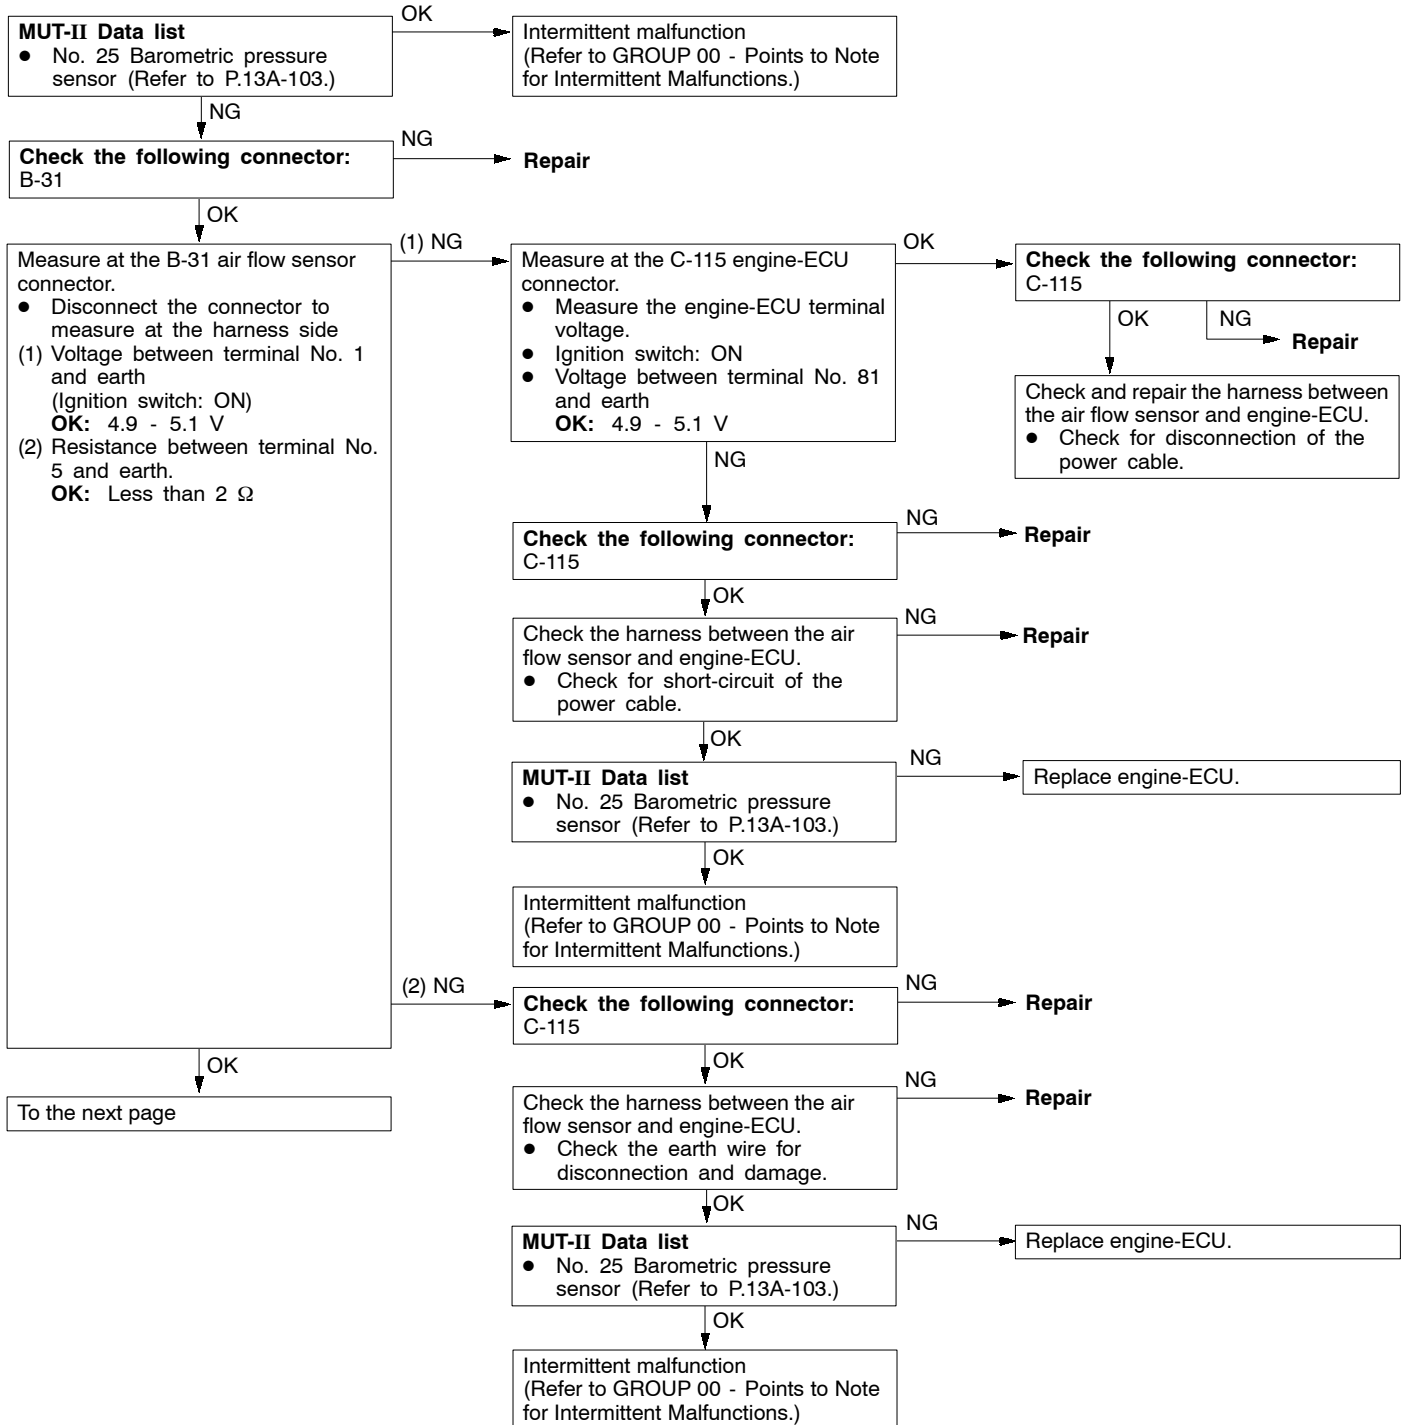 MUT-II Data list
● No. 25 Barometric pressure
sensor (Refer to P.13A-103.)
OK
Intermittent malfunction
(Refer to GROUP 00 - Points to Note
for Intermittent Malfunctions.)
NG
Check the following connector:
B-31
NG
Repair
OK
Measure at the B-31 air flow sensor
connector.
● Disconnect the connector to
measure at the harness side
(1) Voltage between terminal No. 1
and earth
(Ignition switch: ON)
OK: 4.9 - 5.1 V
(2) Resistance between terminal No.
5 and earth.
OK: Less than 2 Ω
(1) NG
Measure at the C-115 engine-ECU
connector.
● Measure the engine-ECU terminal
voltage.
● Ignition switch: ON
● Voltage between terminal No. 81
and earth
OK: 4.9 - 5.1 V
OK
Check the following connector:
C-115
OK
NG
Repair
Check and repair the harness between
the air flow sensor and engine-ECU.
● Check for disconnection of the
power cable.
NG
Check the following connector:
C-115
NG
Repair
OK
Check the harness between the air
flow sensor and engine-ECU.
● Check for short-circuit of the
power cable.
NG
Repair
OK
MUT-II Data list
● No. 25 Barometric pressure
sensor (Refer to P.13A-103.)
NG
Replace engine-ECU.
OK
Intermittent malfunction
(Refer to GROUP 00 - Points to Note
for Intermittent Malfunctions.)
(2) NG
Check the following connector:
C-115
NG
Repair
OK
To the next page
OK
Check the harness between the air
flow sensor and engine-ECU.
● Check the earth wire for
disconnection and damage.
NG
Repair
OK
MUT-II Data list
● No. 25 Barometric pressure
sensor (Refer to P.13A-103.)
NG
Replace engine-ECU.
OK
Intermittent malfunction
(Refer to GROUP 00 - Points to Note
for Intermittent Malfunctions.)